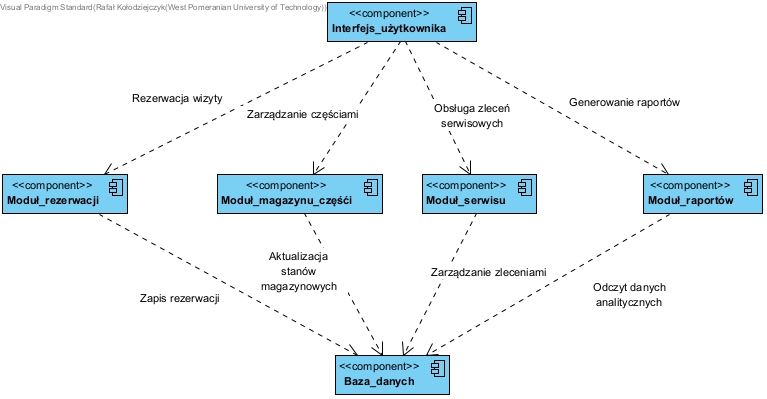 Visual Paradigm Standard(Rafał Kołodziejczyk(West Pomeranian University of Technology))
<<component>>
Interfejs_użytkownika
Rezerwacja wizyty
Zarządzanie częściami
Obsługa zleceń
serwisowych
Generowanie raportów
<<component>>
Moduł_rezerwacji
<<component>>
Moduł_magazynu_częśći
<<component>>
Moduł_serwisu
<<component>>
Moduł_raportów
Zapis rezerwacji
Aktualizacja
stanów
magazynowych
Zarządzanie zleceniami
Odczyt danych
analitycznych
<<component>>
Baza_danych